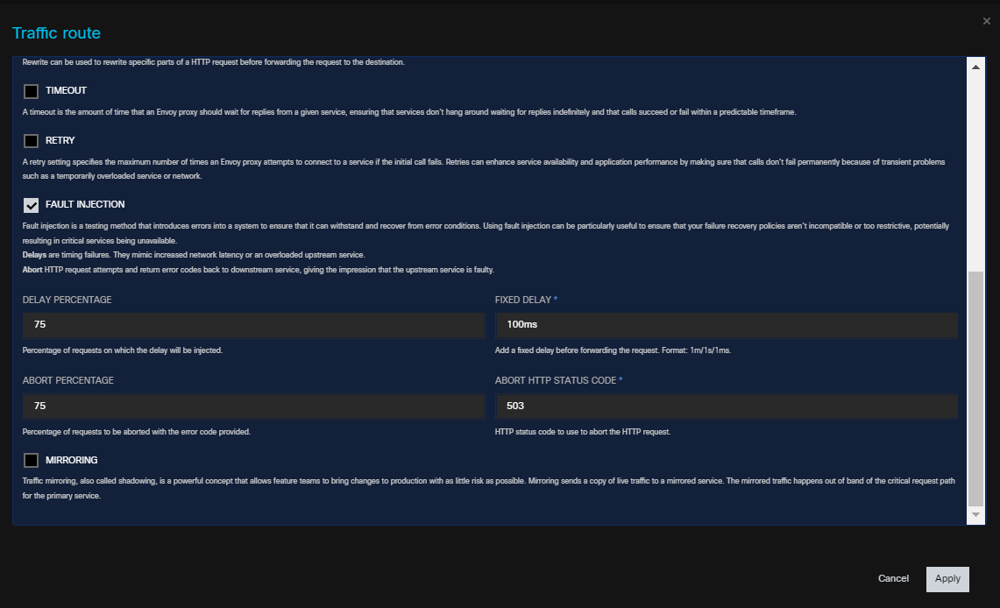 Traffic route
Rewrite can be used to rewrite specific parts of a HTTP request before forwarding the request to the destination.
TIMEOUT
A timeout is the amount of time that an Envoy proxy should wait for replies from a given service, ensuring that services don't hang around waiting for replies indefinitely and that calls succeed or fail within a predictable timeframe.
RETRY
A retry setting specifies the maximum number of times an Envoy proxy attempts to connect to a service if the initial call fails. Retries can enhance service availability and application performance by making sure that calls don't fail permanently because of transient problems
such as a temporarily overloaded service or network.
FAULT INJECTION
Fault injection is a testing method that introduces errors into a system to ensure that it can withstand and recover from error conditions. Using fault injection can be particularly useful to ensure that your failure recovery policies aren't incompatible or too restrictive, potentially
resulting in critical services being unavailable.
Delays are timing failures. They mimic increased network latency or an overloaded upstream service.
Abort HTTP request attempts and return error codes back to downstream service, giving the impression that the upstream service is faulty.
DELAY PERCENTAGE FIXED DELAY *
75 100ms
Percentage of requests on which the delay will be injected. Add a fixed delay before forwarding the request. Format: 1m/1s/1ms.
ABORT PERCENTAGE ABORT HTTP STATUS CODE *
75 503
Percentage of requests to be aborted with the error code provided. HTTP status code to use to abort the HTTP request.
MIRRORING
Traffic mirroring, also called shadowing, is a powerful concept that allows feature teams to bring changes to production with as little risk as possible. Mirroring sends a copy of live traffic to a mirrored service. The mirrored traffic happens out of band of the critical request path
for the primary service.
Cancel Apply